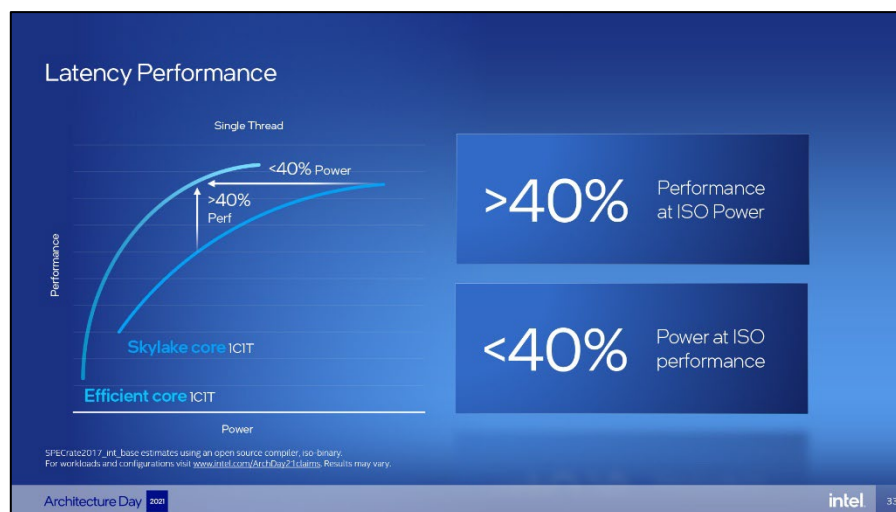 Latency Performance
Single Thread
<40% Power
>40%
Perf
Performance
Skylake core 1C1T
Efficient core 1C1T
Power
>40%
Performance
at ISO Power
<40%
Power at ISO
performance
SPECrate2017_int_base estimates using an open source compiler, iso-binary.
For workloads and configurations visit www.intel.com/ArchDay21claims. Results may vary.
Architecture Day 2021
intel. 33